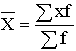 X̅ = ∑xf / ∑f